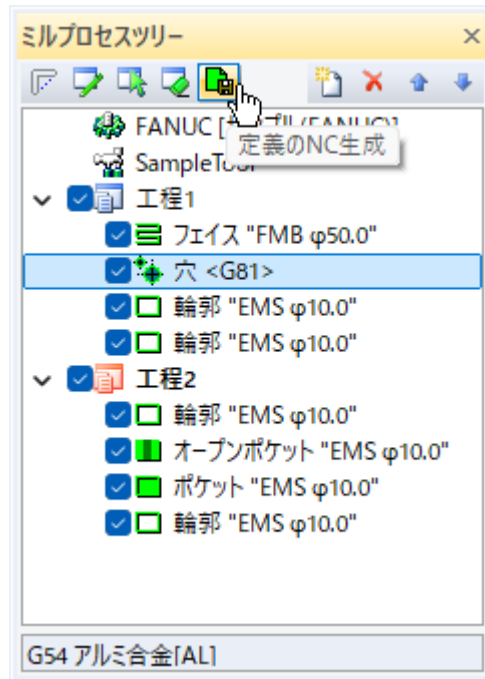 ミルプロセスツリー
FANUC [
定義のNC生成
工程1
フェイス "FMB φ50.0"
穴 <G81>
輪郭 "EMS φ10.0"
輪郭 "EMS φ10.0"
工程2
輪郭 "EMS φ10.0"
オープンポケット "EMS φ10.0"
ポケット "EMS φ10.0"
輪郭 "EMS φ10.0"
G54 アルミ合金[AL]